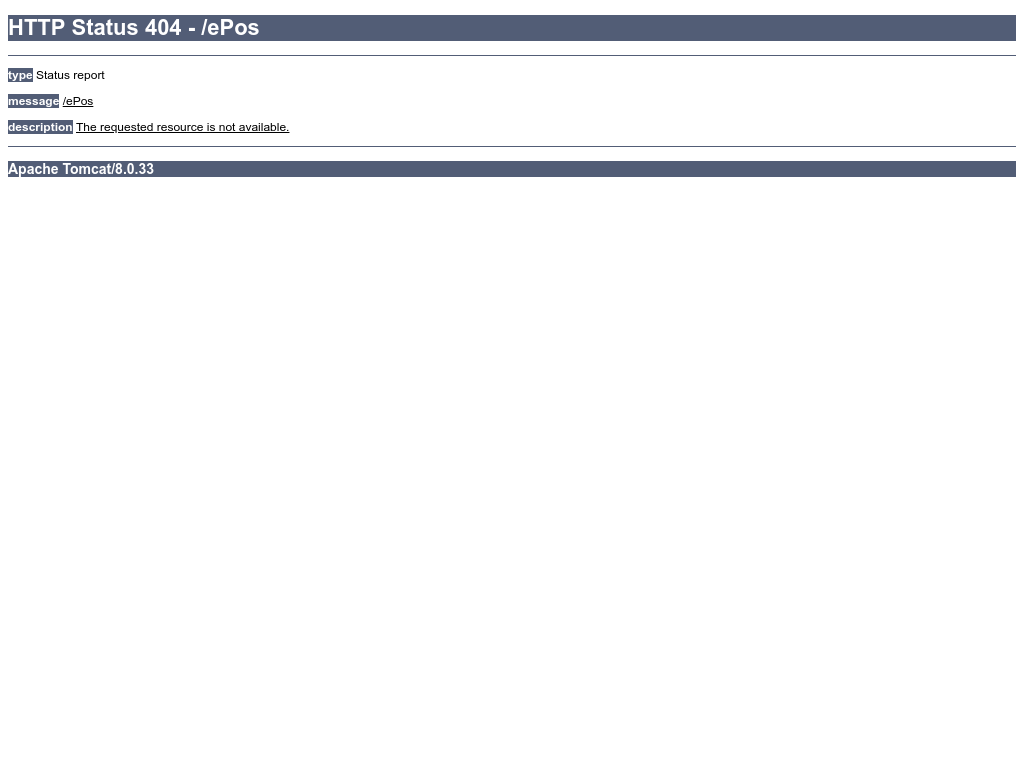 HTTP Status 404 - /ePos
type Status report
message /ePos
description The requested resource is not available.
Apache Tomcat/8.0.33